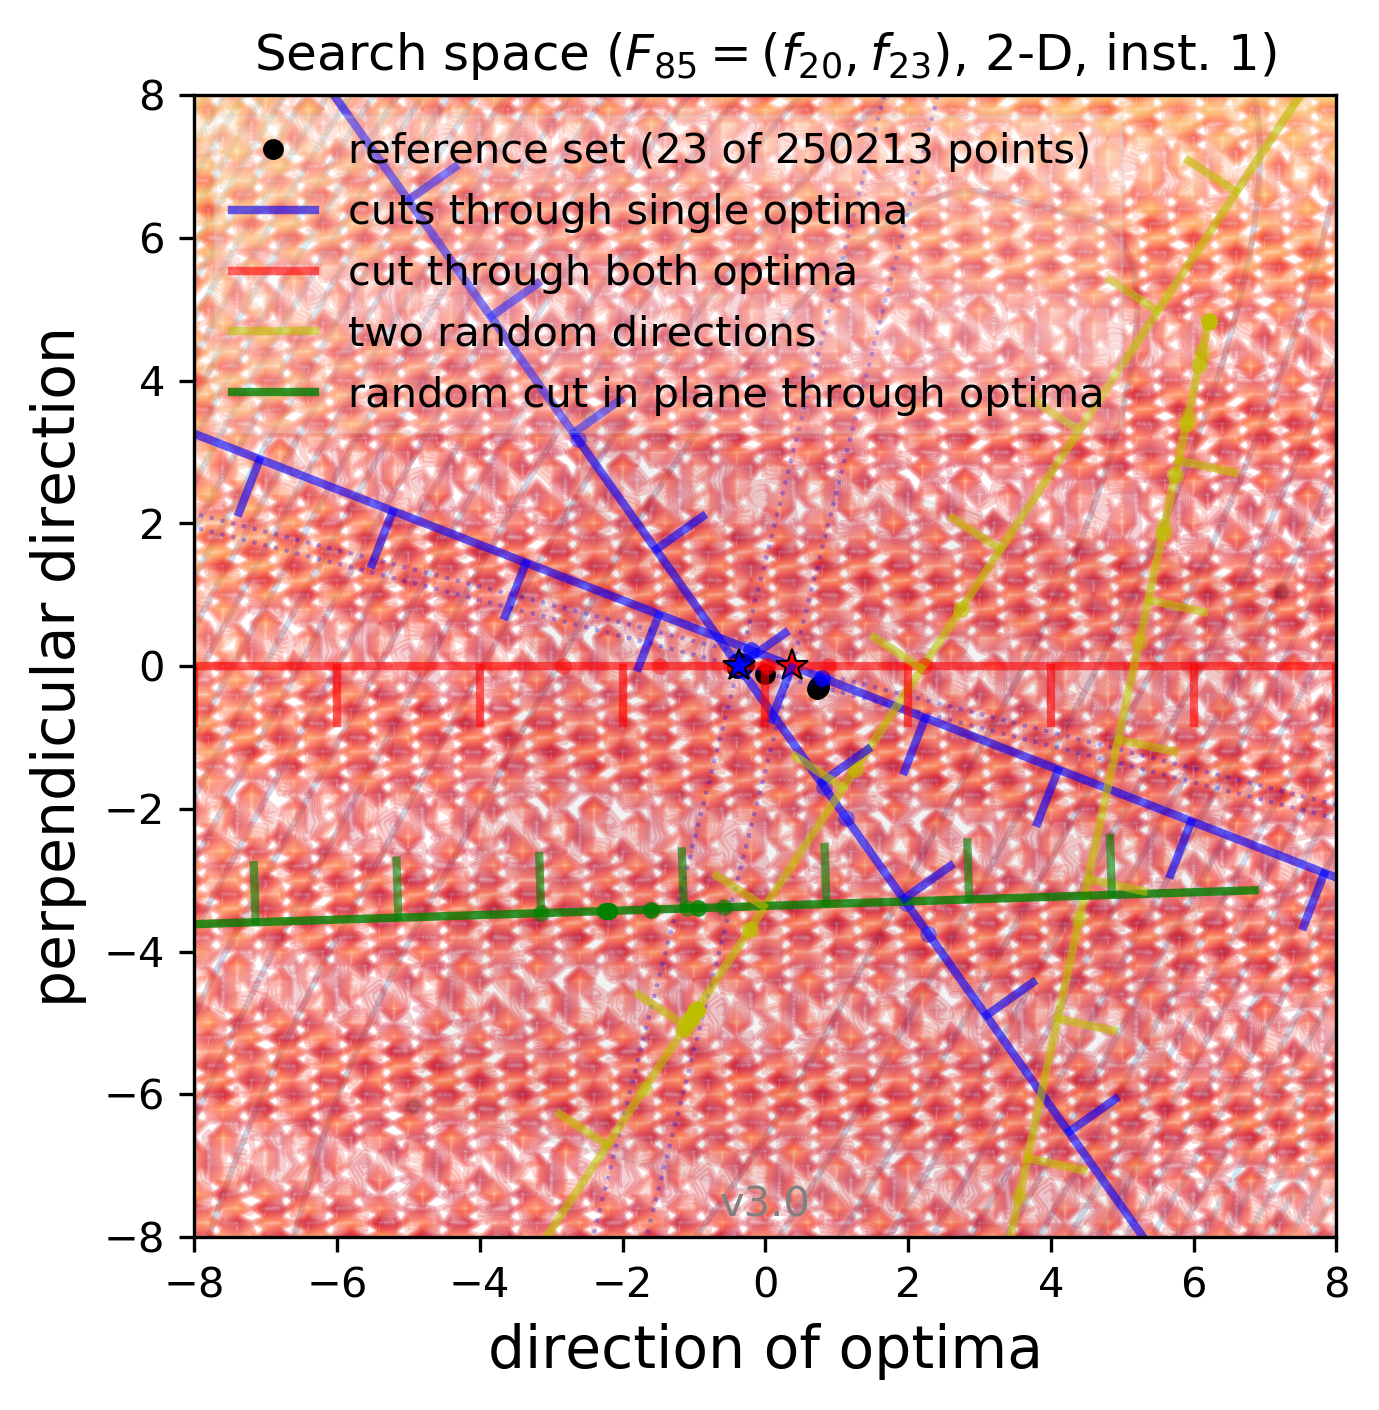 Search space (F85 = (f20, f23), 2-D, inst. 1)
8
reference set (23 of 250213 points)
cuts through single optima
6
cut through both optima
two random directions
4
random cut in plane through optima
2
0
−2
−4
−6
−8
perpendicular direction
v3.0
−8 −6 −4 −2 0 2 4 6 8
direction of optima